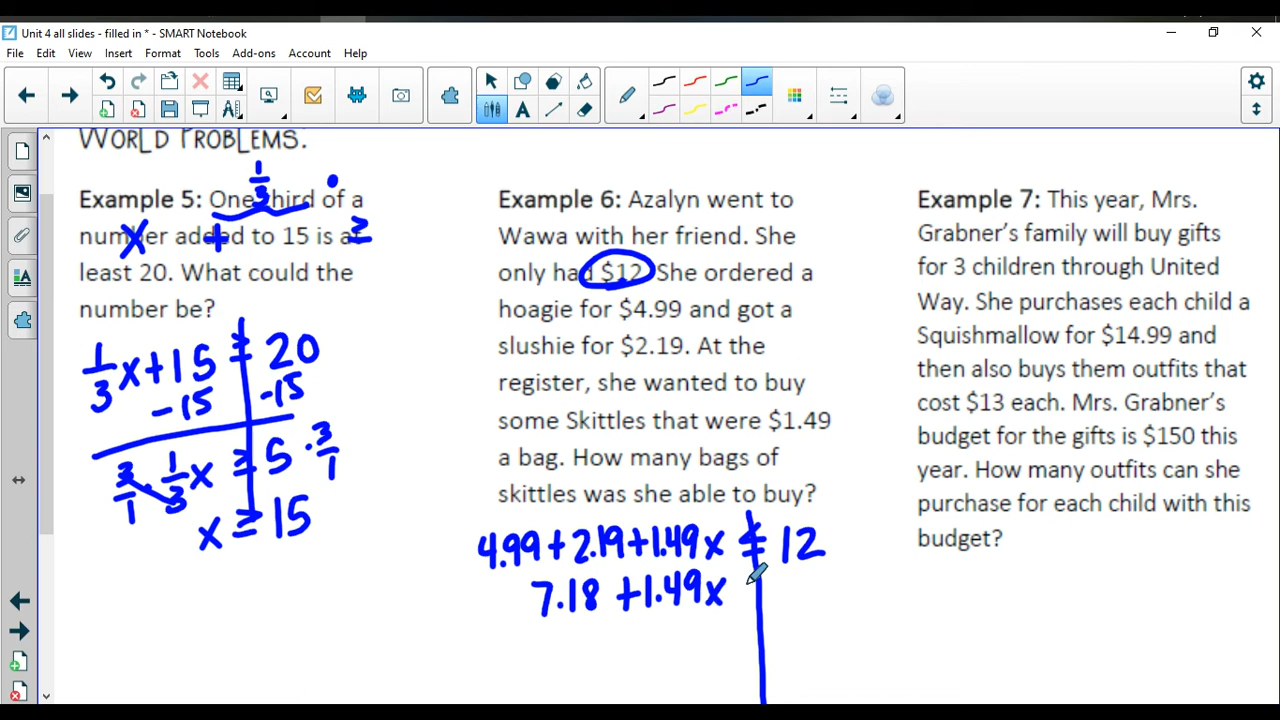 Unit 4 all slides - filled in * - SMART Notebook
File Edit View Insert Format Tools Add-ons Account Help
WORLD PROBLEMS:
Example 5: One third of a
number added to 15 is at
least 20. What could the
number be?
1/3 ·
x + ≥
1/3x + 15 ≥ 20
-15 -15
3/1 · 1/3x ≥ 5 · 3/1
x ≥ 15
Example 6: Azalyn went to
Wawa with her friend. She
only had $12. She ordered a
hoagie for $4.99 and got a
slushie for $2.19. At the
register, she wanted to buy
some Skittles that were $1.49
a bag. How many bags of
skittles was she able to buy?
4.99 + 2.19 + 1.49x ≤ 12
7.18 + 1.49x
Example 7: This year, Mrs.
Grabner's family will buy gifts
for 3 children through United
Way. She purchases each child a
Squishmallow for $14.99 and
then also buys them outfits that
cost $13 each. Mrs. Grabner's
budget for the gifts is $150 this
year. How many outfits can she
purchase for each child with this
budget?